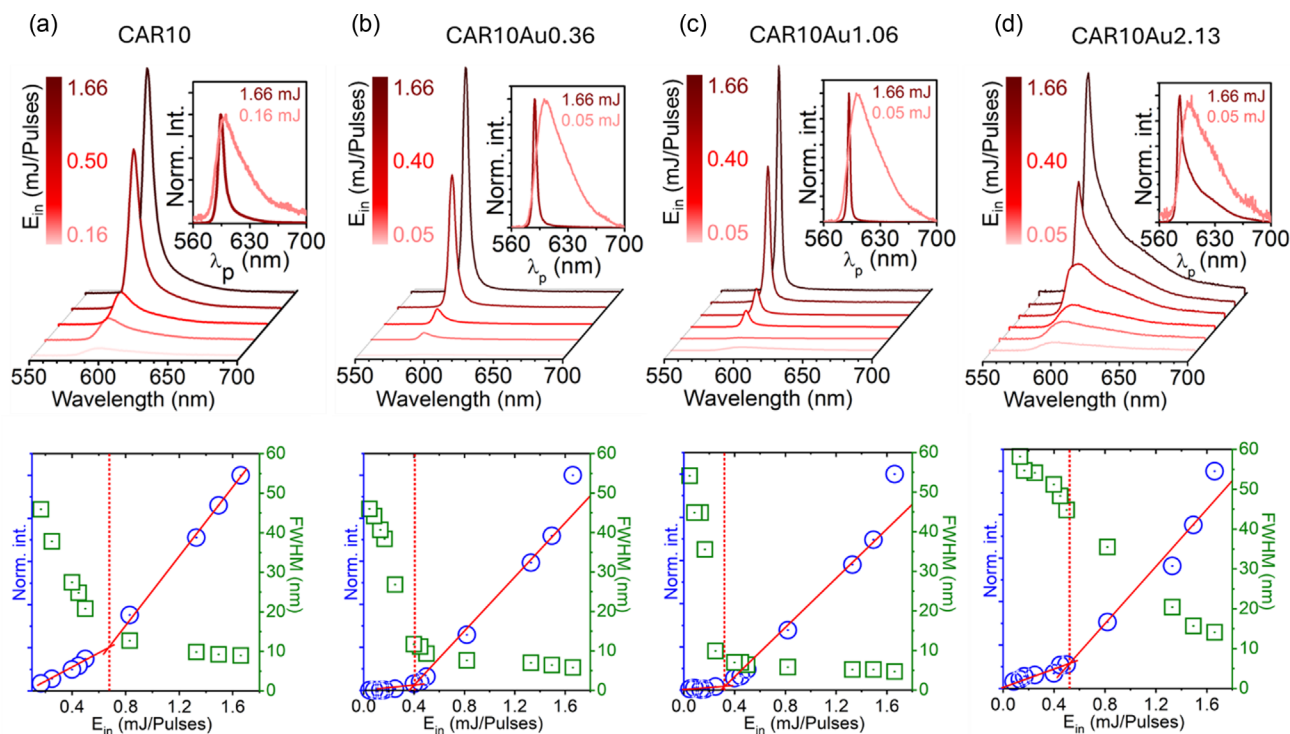 (a)
CAR10
E_in (mJ/Pulses)
1.66
0.50
0.16
Norm. Int.
1.66 mJ
0.16 mJ
560 630 700
λ_p (nm)
550 600 650 700
Wavelength (nm)
(b)
CAR10Au0.36
E_in (mJ/Pulses)
1.66
0.40
0.05
Norm. int.
1.66 mJ
0.05 mJ
560 630 700
λ_p (nm)
550 600 650 700
Wavelength (nm)
(c)
CAR10Au1.06
E_in (mJ/Pulses)
1.66
0.40
0.05
Norm. int.
1.66 mJ
0.05 mJ
560 630 700
λ_p (nm)
550 600 650 700
Wavelength (nm)
(d)
CAR10Au2.13
E_in (mJ/Pulses)
1.66
0.40
0.05
Norm. int.
1.66 mJ
0.05 mJ
560 630 700
λ_p (nm)
550 600 650 700
Wavelength (nm)
Norm. int.
60
50
40
30
20
10
0
FWHM (nm)
0.4 0.8 1.2 1.6
E_in (mJ/Pulses)
Norm. int.
60
50
40
30
20
10
0
FWHM (nm)
0.0 0.4 0.8 1.2 1.6
E_in (mJ/Pulses)
Norm. int.
60
50
40
30
20
10
0
FWHM (nm)
0.0 0.4 0.8 1.2 1.6
E_in (mJ/Pulses)
Norm. int.
60
50
40
30
20
10
0
FWHM (nm)
0.0 0.4 0.8 1.2 1.6
E_in (mJ/Pulses)